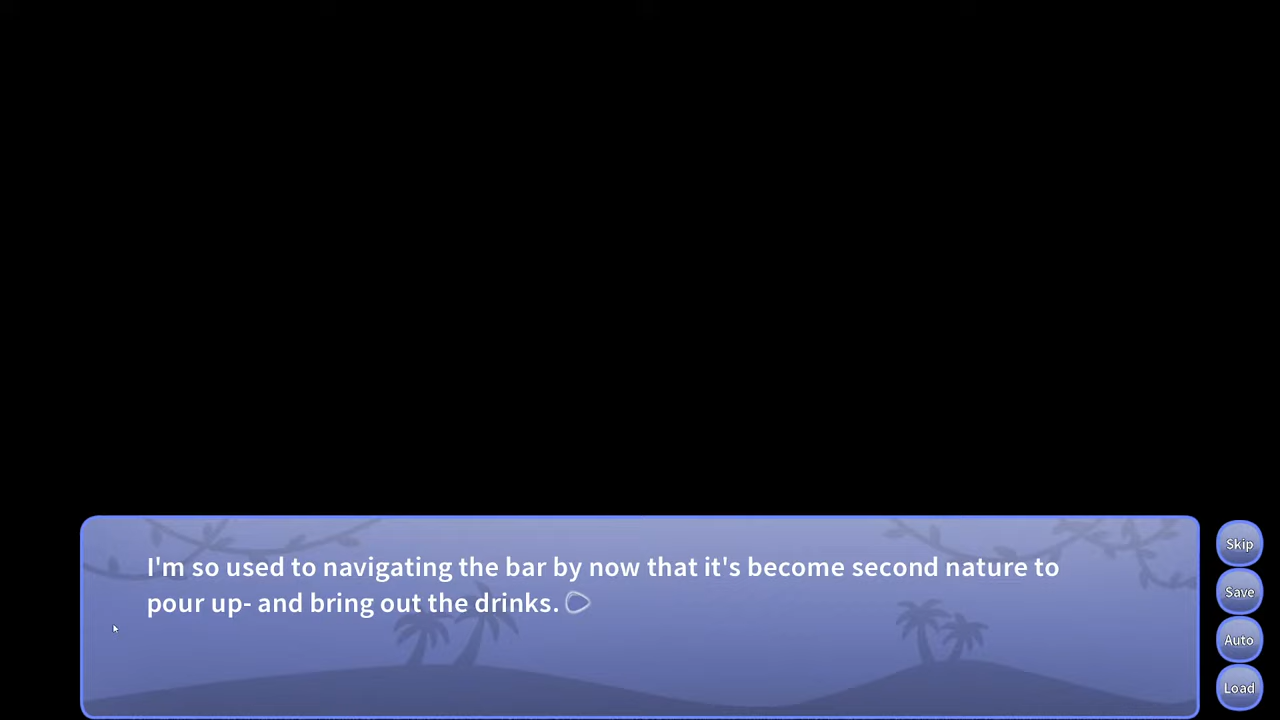 I'm so used to navigating the bar by now that it's become second nature to
pour up- and bring out the drinks.
Skip
Save
Auto
Load